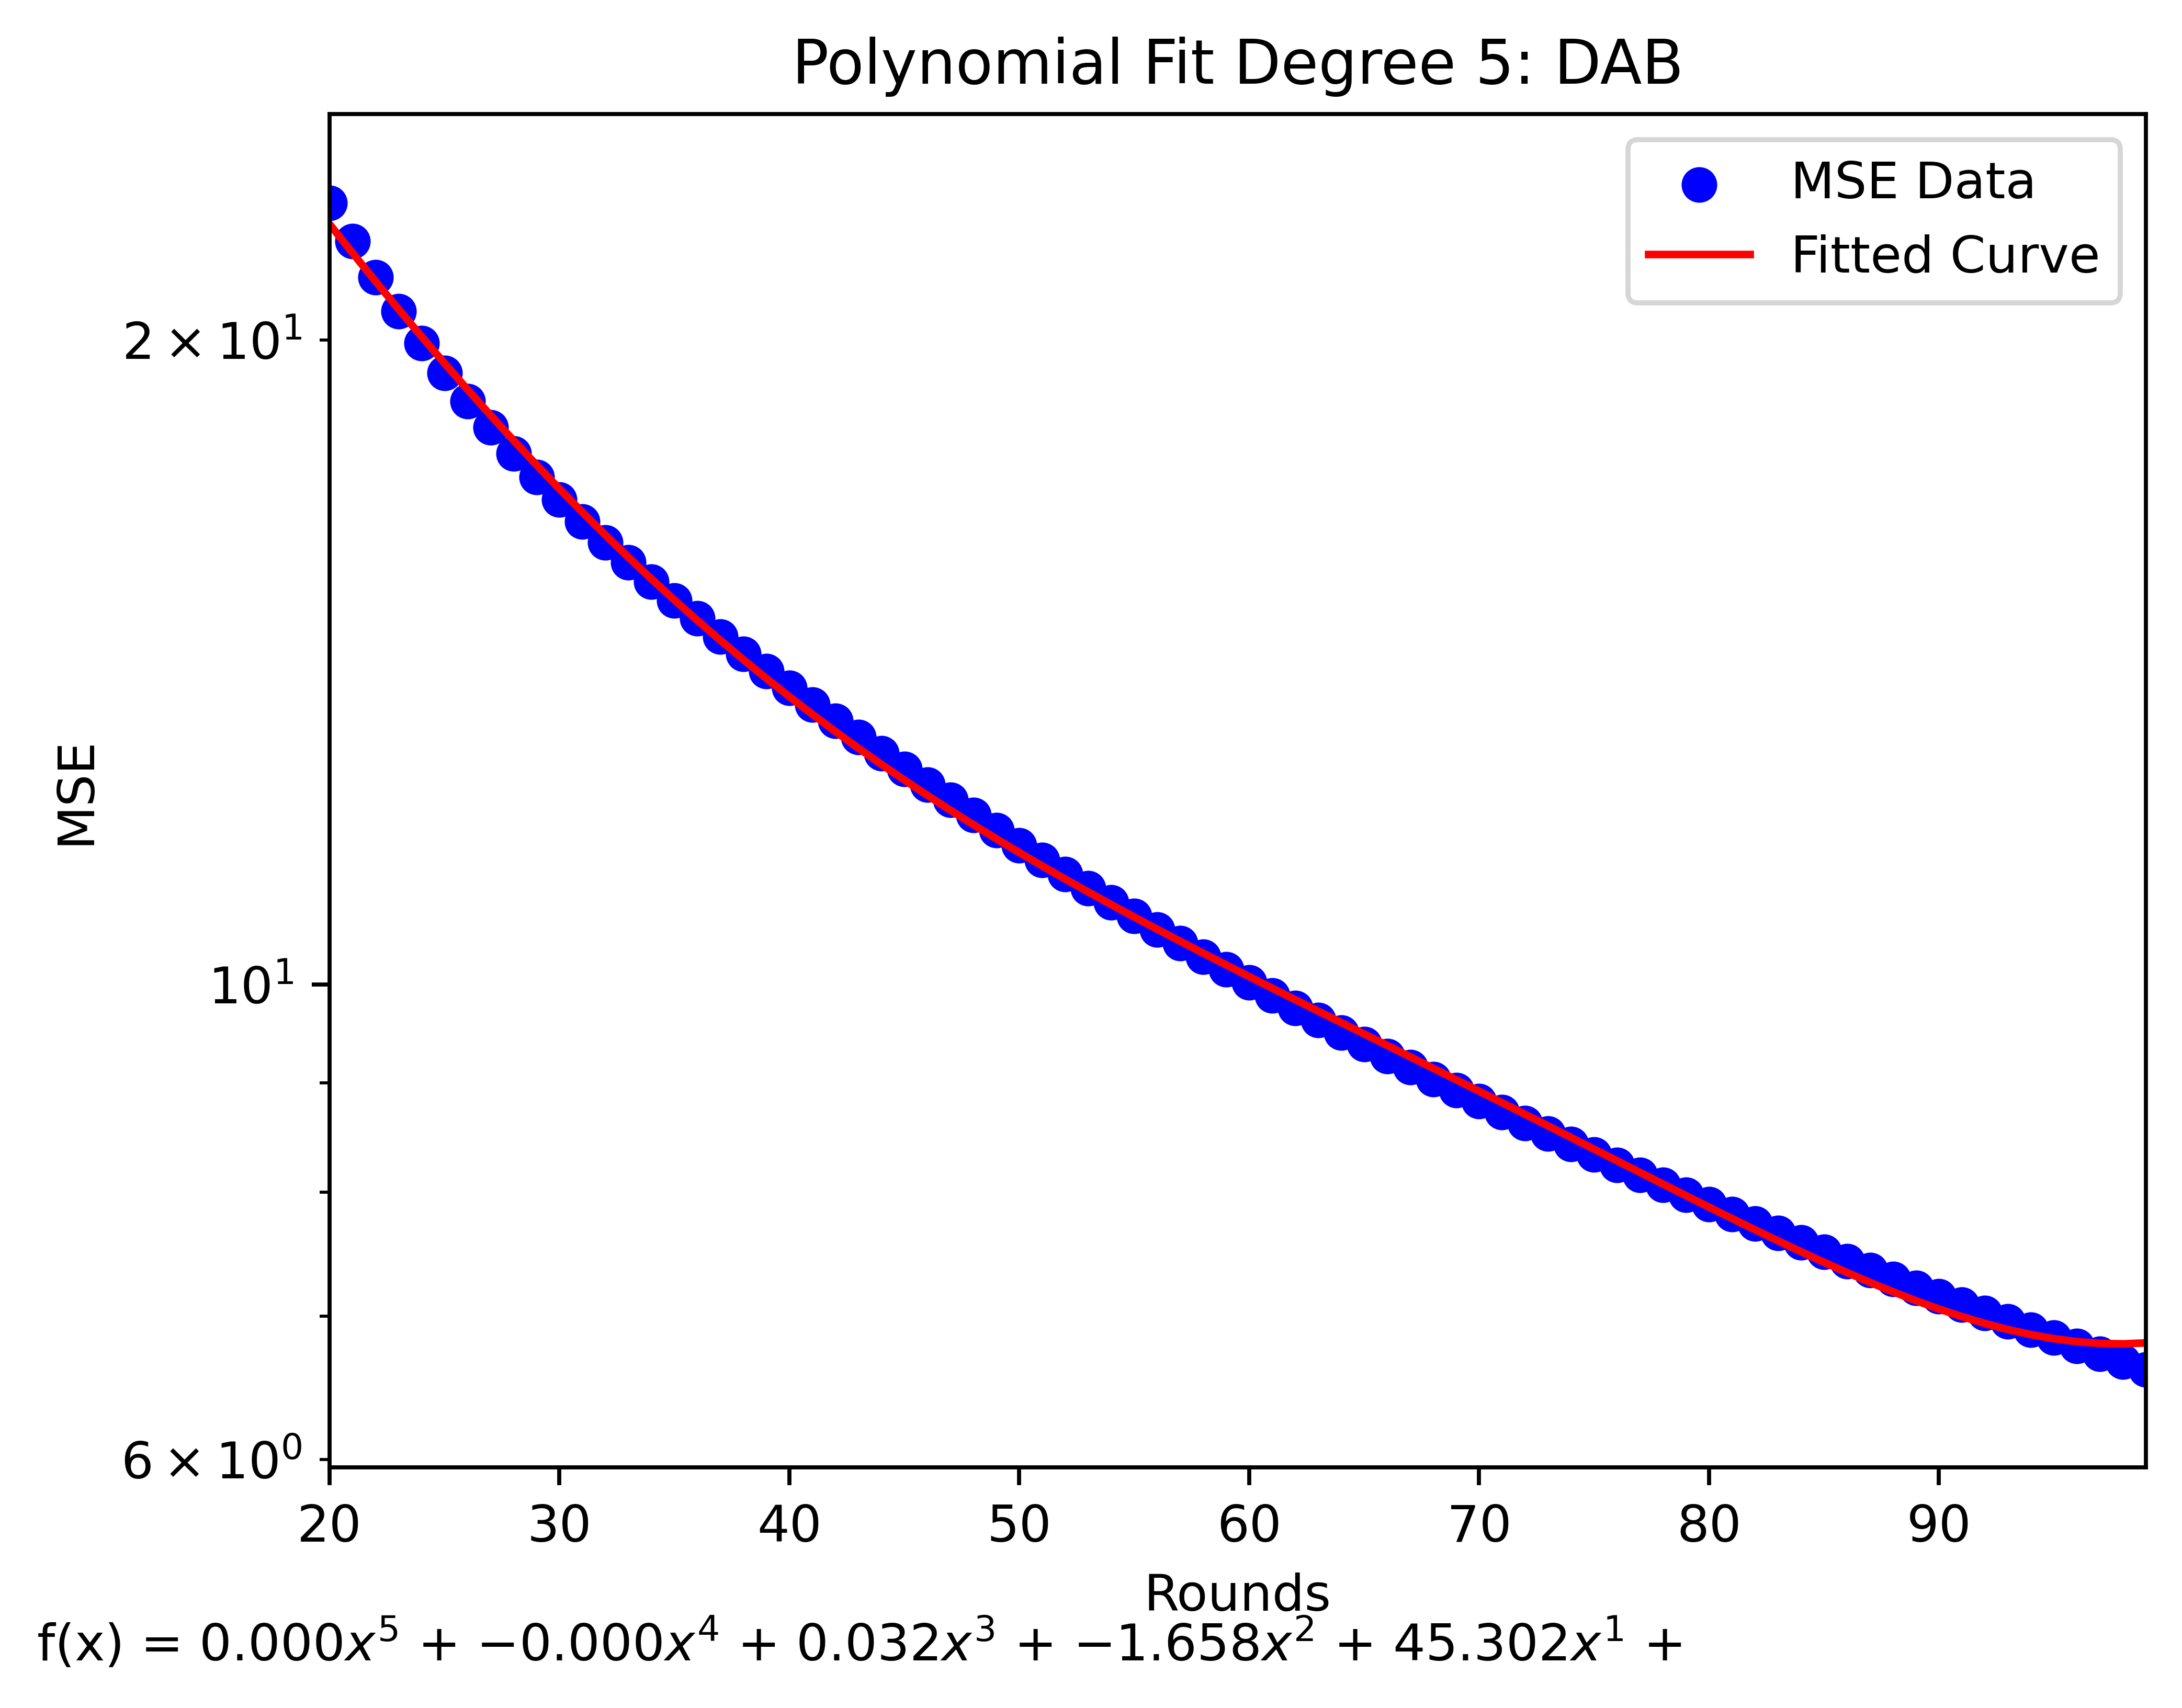 Polynomial Fit Degree 5: DAB
MSE Data
Fitted Curve
2 × 10¹
10¹
6 × 10⁰
MSE
20 30 40 50 60 70 80 90
Rounds
f(x) = 0.000x⁵ + −0.000x⁴ + 0.032x³ + −1.658x² + 45.302x¹ +